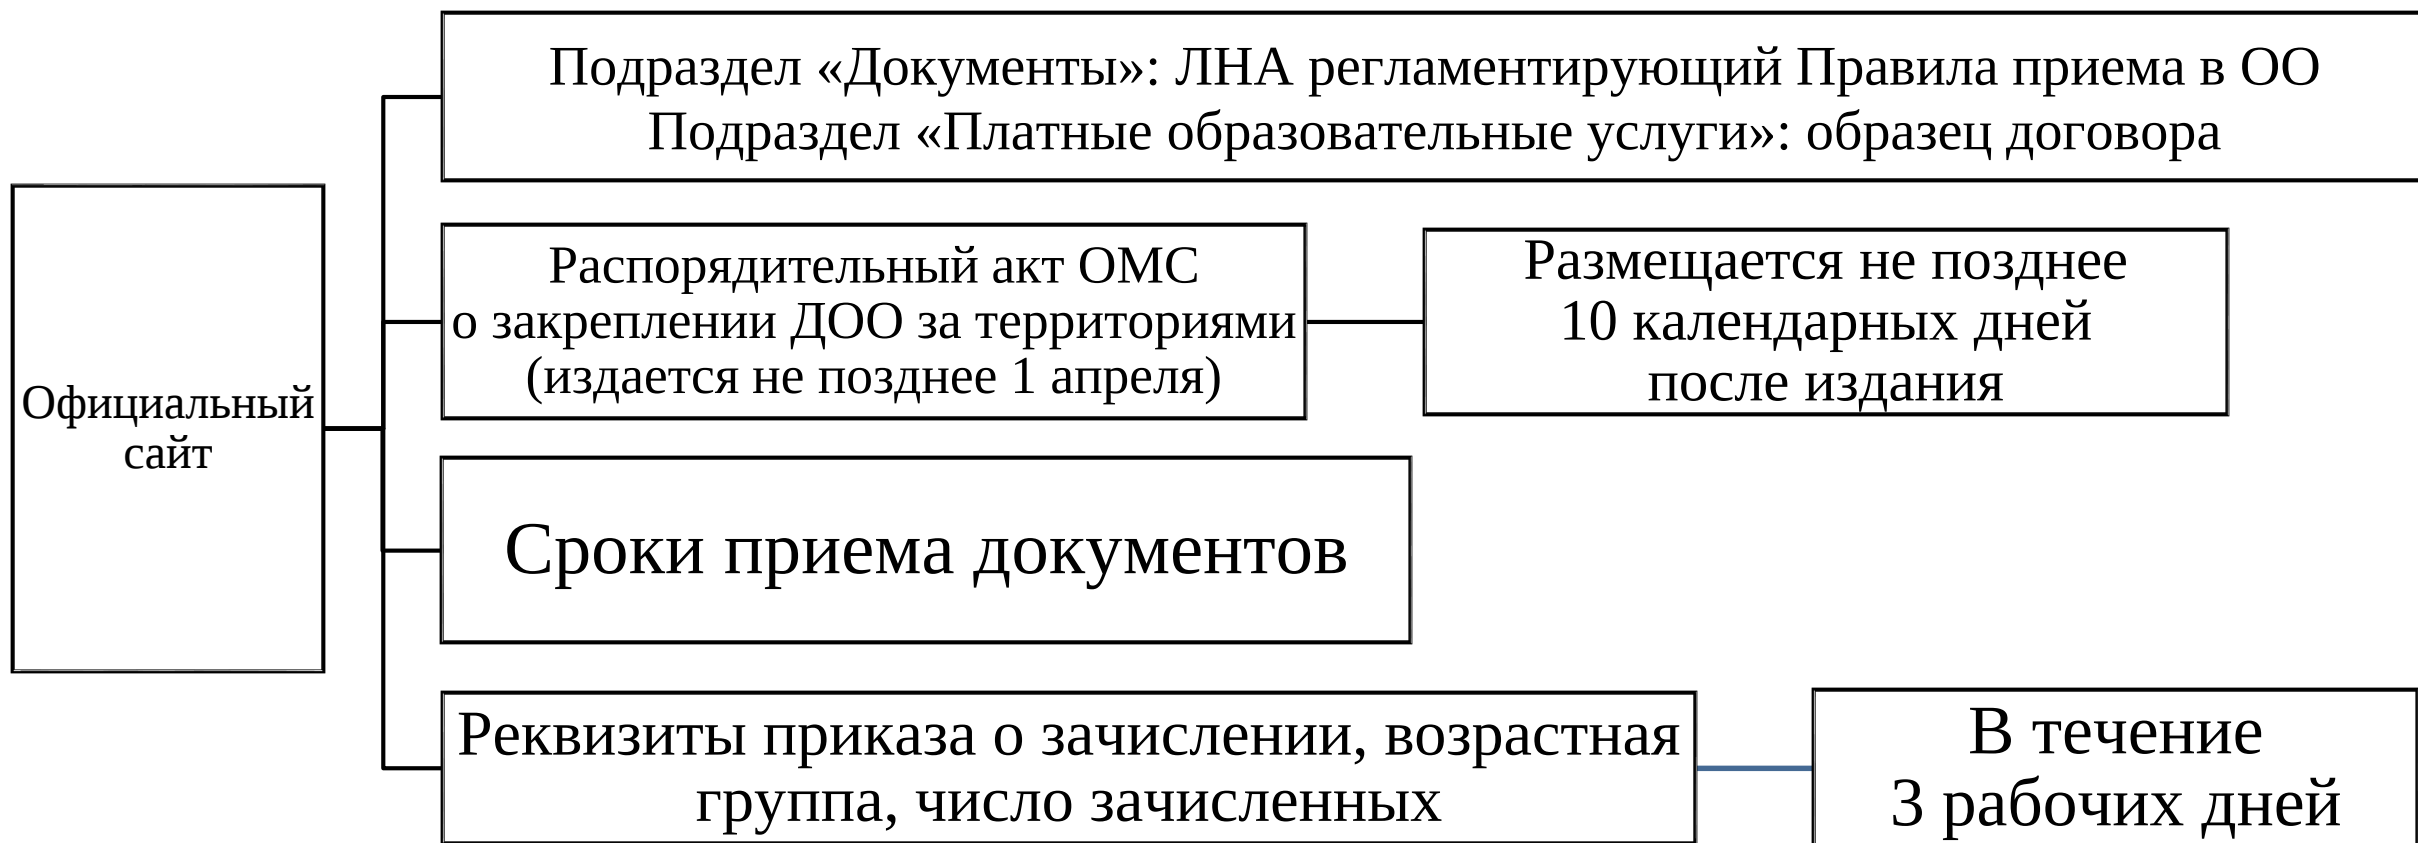 Подраздел «Документы»: ЛНА регламентирующий Правила приема в ОО
Подраздел «Платные образовательные услуги»: образец договора
Распорядительный акт ОМС
о закреплении ДОО за территориями
(издается не позднее 1 апреля)
Размещается не позднее
10 календарных дней
после издания
Официальный
сайт
Сроки приема документов
Реквизиты приказа о зачислении, возрастная
группа, число зачисленных
В течение
3 рабочих дней